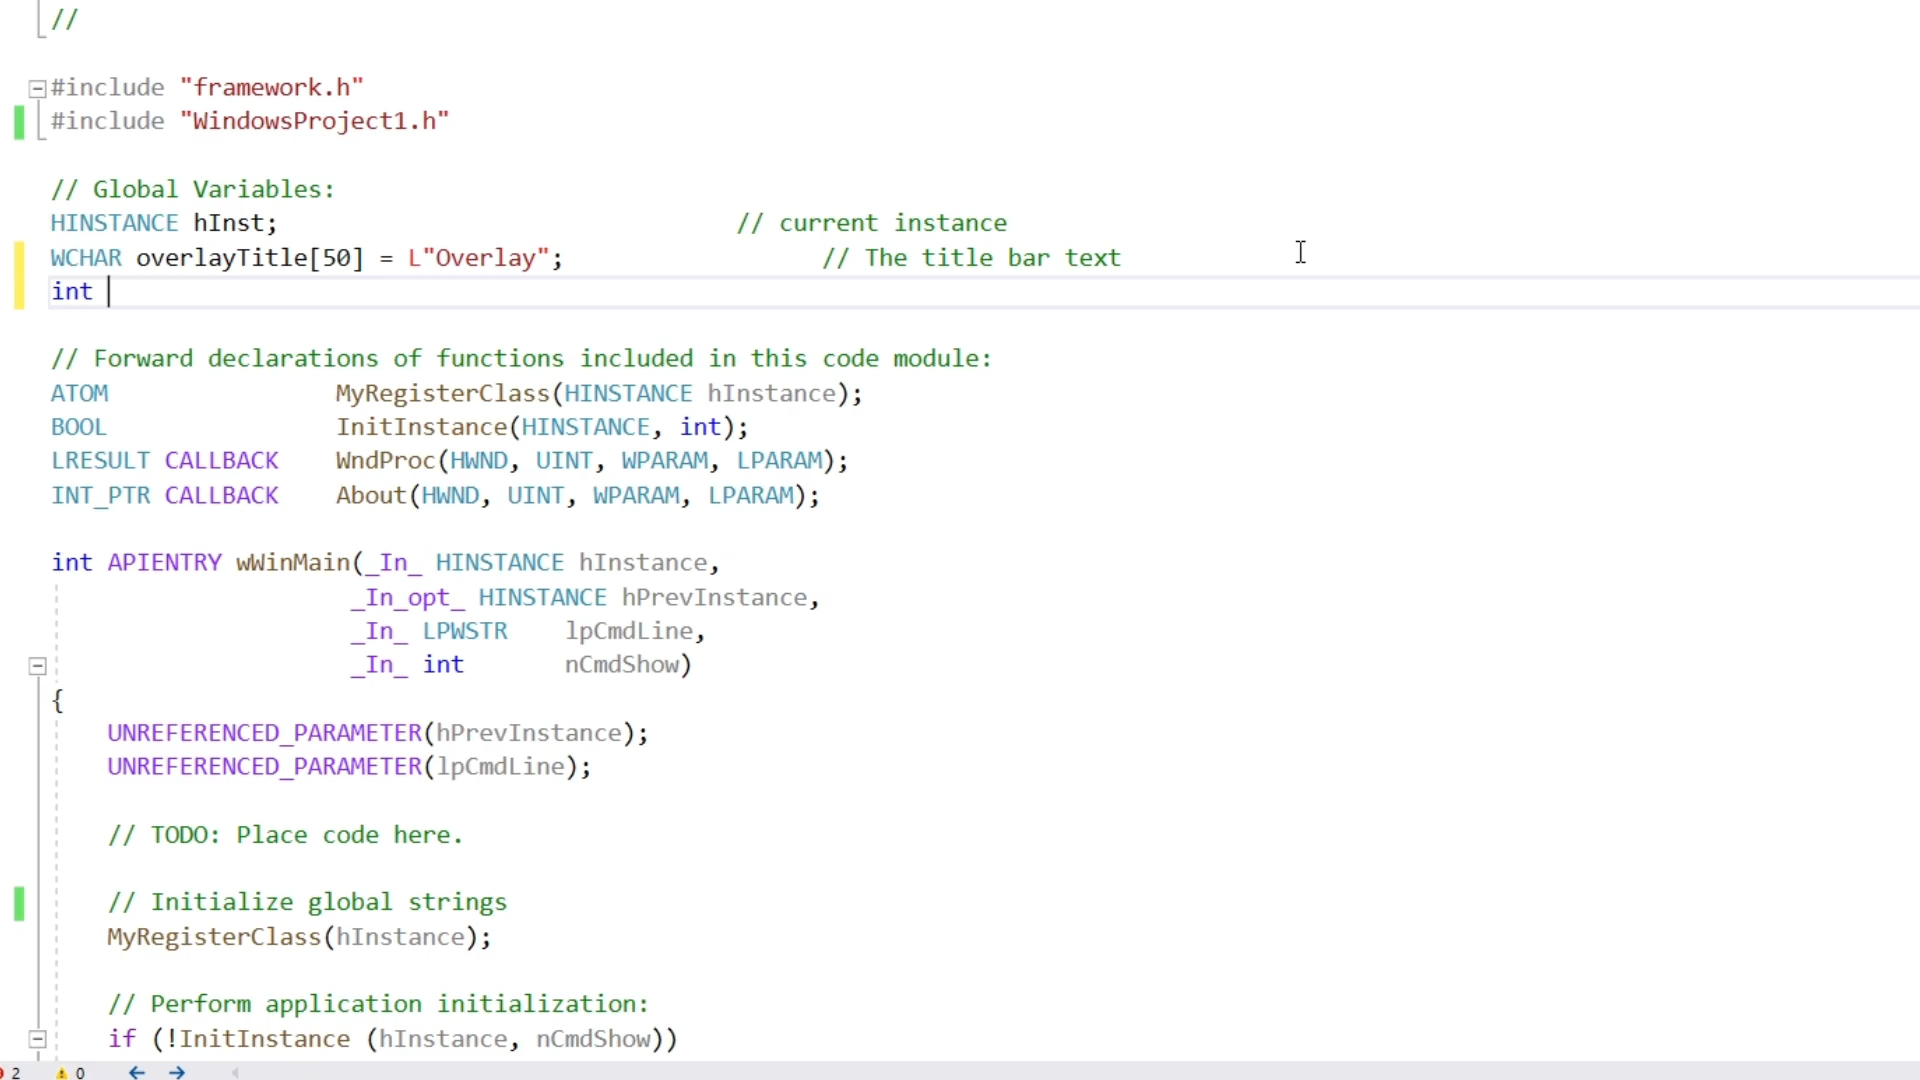 //
#include "framework.h"
#include "WindowsProject1.h"
// Global Variables:
HINSTANCE hInst;                                // current instance
WCHAR overlayTitle[50] = L"Overlay";                  // The title bar text
int
// Forward declarations of functions included in this code module:
ATOM                MyRegisterClass(HINSTANCE hInstance);
BOOL                InitInstance(HINSTANCE, int);
LRESULT CALLBACK    WndProc(HWND, UINT, WPARAM, LPARAM);
INT_PTR CALLBACK    About(HWND, UINT, WPARAM, LPARAM);
int APIENTRY wWinMain(_In_ HINSTANCE hInstance,
                     _In_opt_ HINSTANCE hPrevInstance,
                     _In_ LPWSTR    lpCmdLine,
                     _In_ int       nCmdShow)
{
    UNREFERENCED_PARAMETER(hPrevInstance);
    UNREFERENCED_PARAMETER(lpCmdLine);
    // TODO: Place code here.
    // Initialize global strings
    MyRegisterClass(hInstance);
    // Perform application initialization:
    if (!InitInstance (hInstance, nCmdShow))
2 0